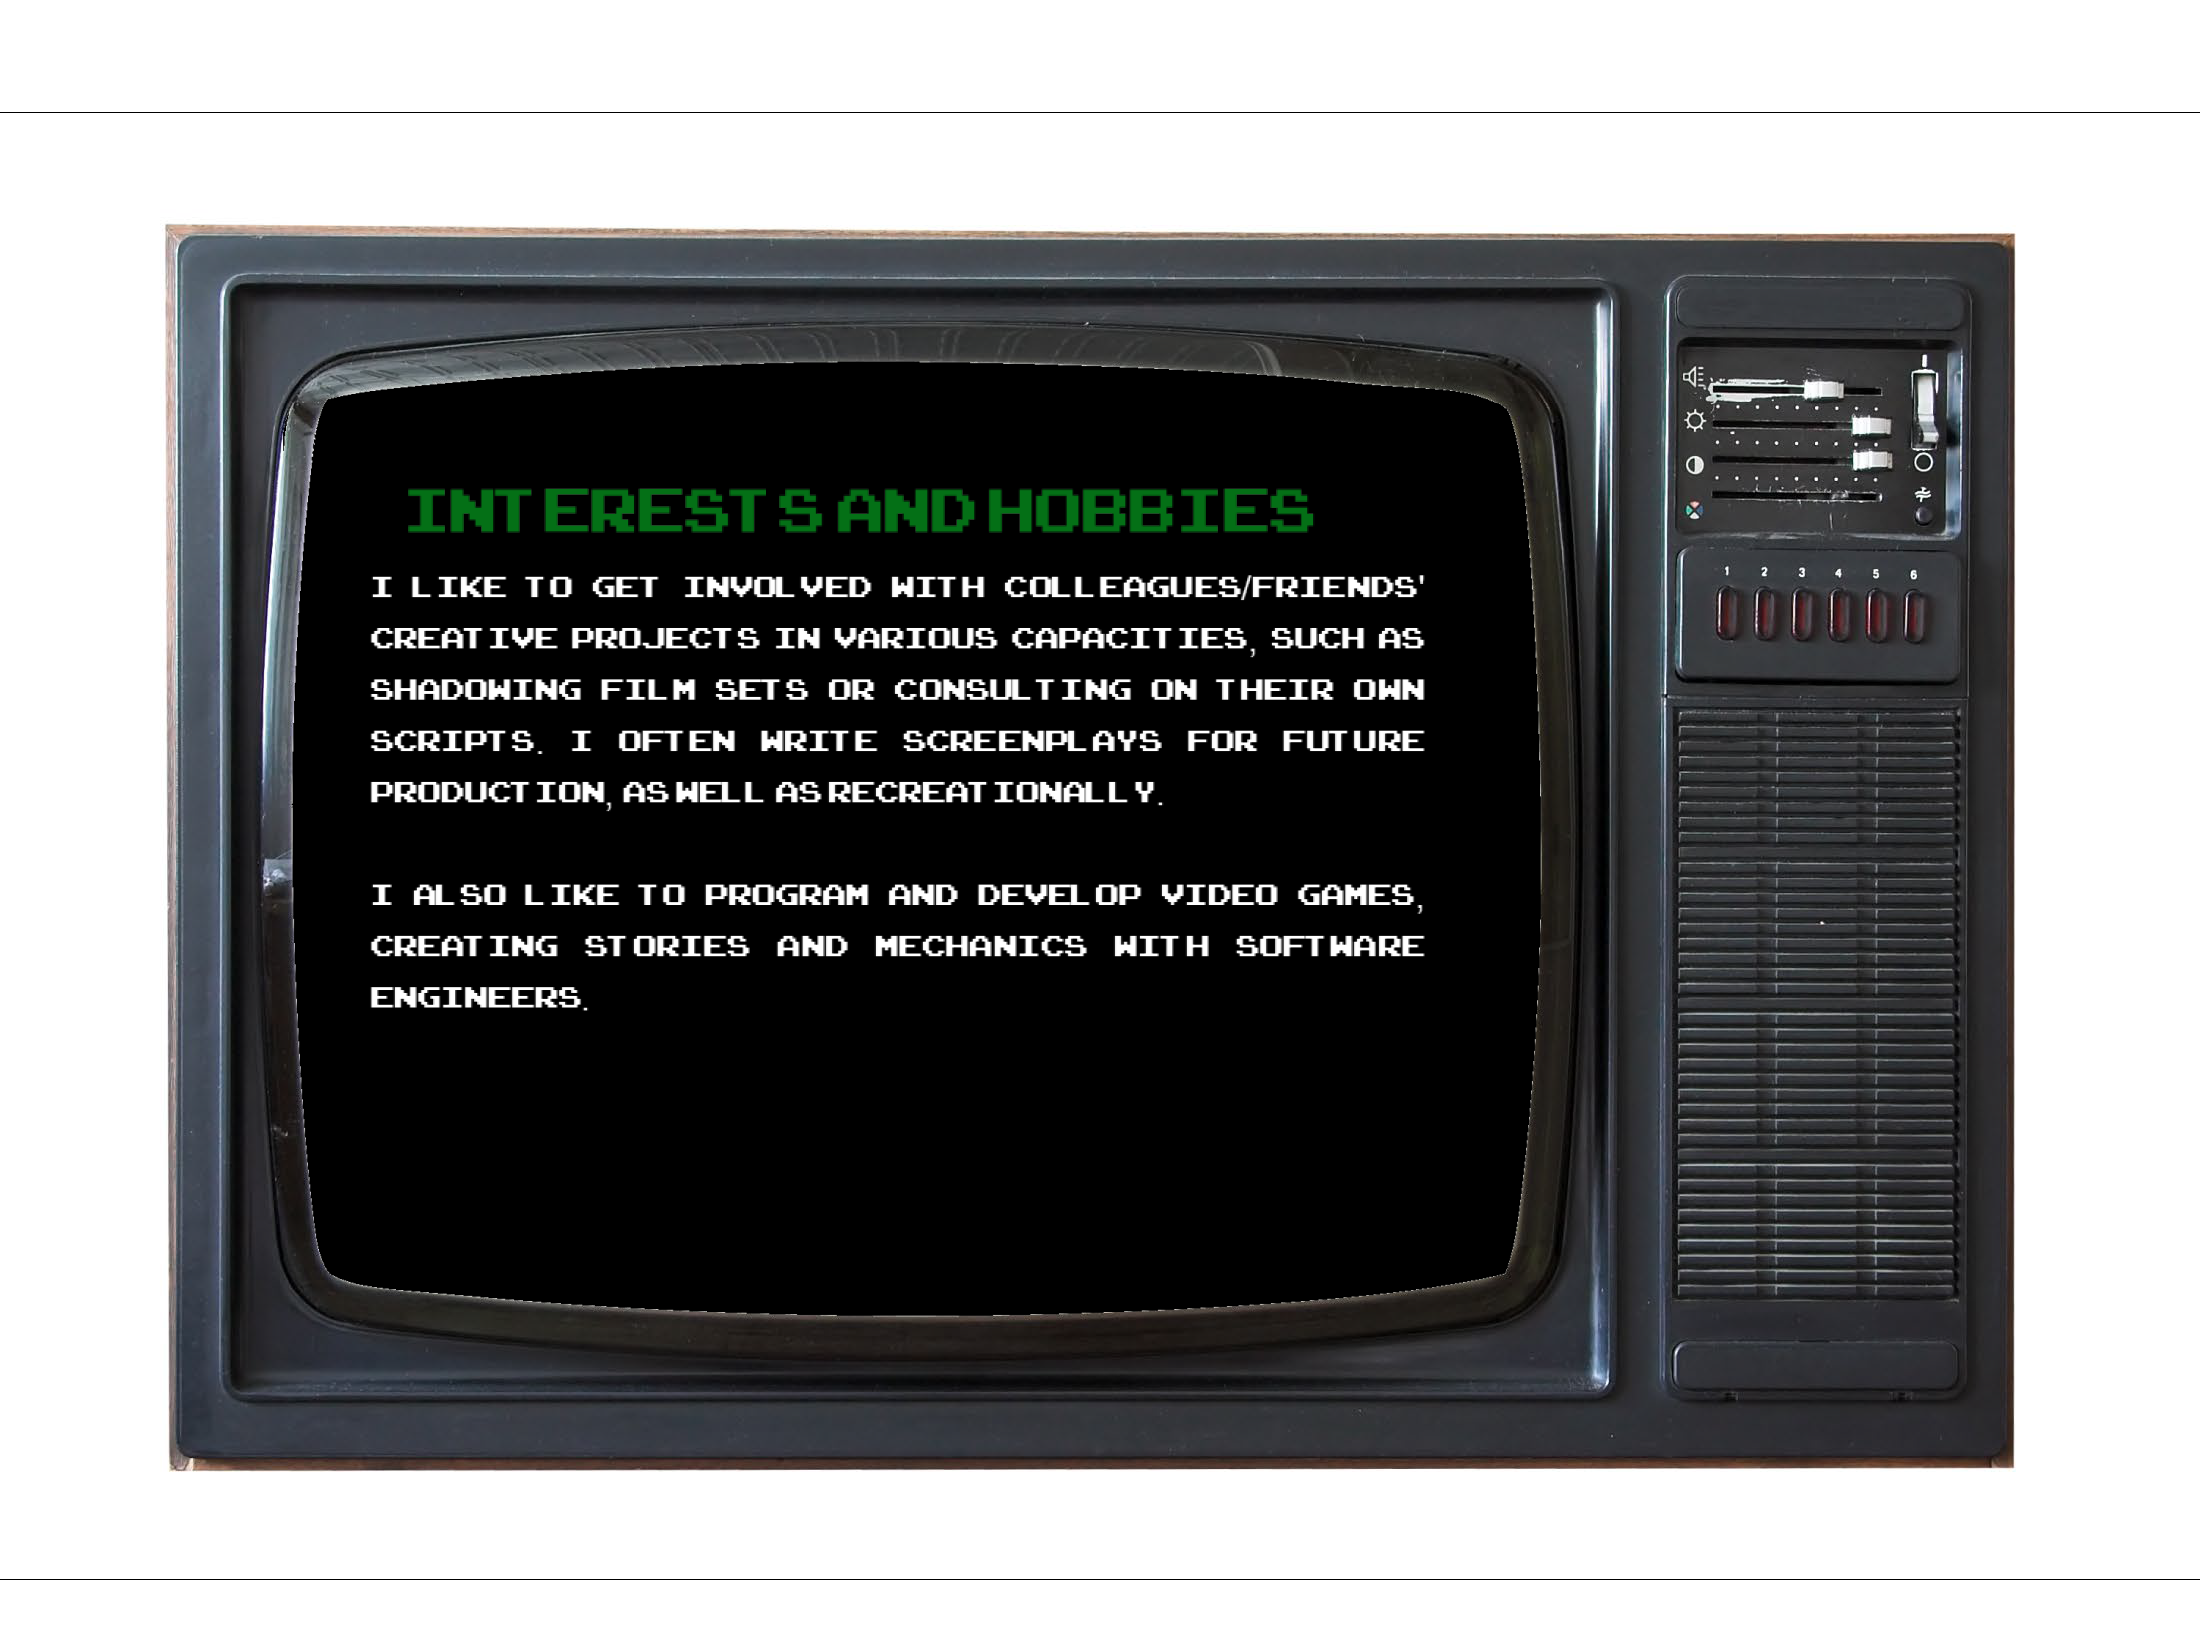 INTERESTS AND HOBBIES
I LIKE TO GET INVOLVED WITH COLLEAGUES/FRIENDS'
CREATIVE PROJECTS IN VARIOUS CAPACITIES, SUCH AS
SHADOWING FILM SETS OR CONSULTING ON THEIR OWN
SCRIPTS. I OFTEN WRITE SCREENPLAYS FOR FUTURE
PRODUCTION, AS WELL AS RECREATIONALLY.
I ALSO LIKE TO PROGRAM AND DEVELOP VIDEO GAMES,
CREATING STORIES AND MECHANICS WITH SOFTWARE
ENGINEERS.
1 2 3 4 5 6